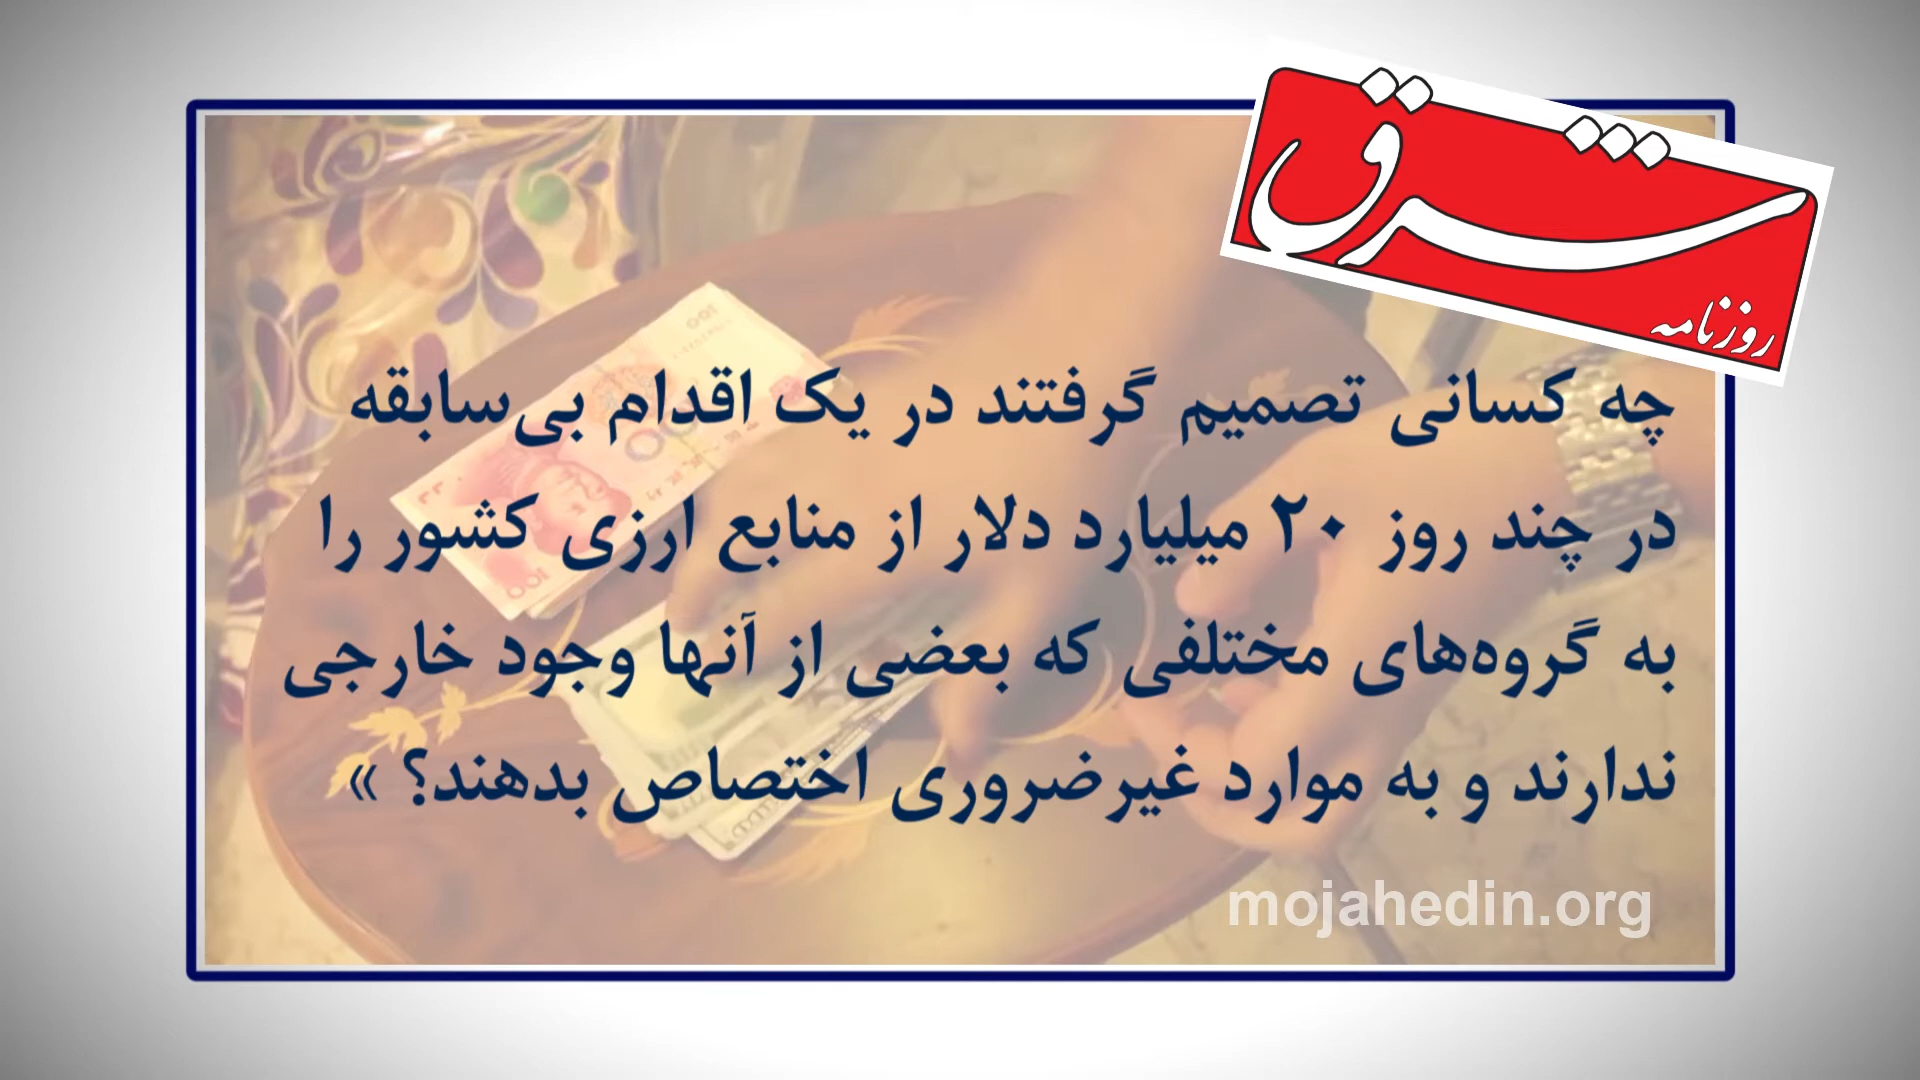 شرق
روزنامه
چه کسانی تصمیم گرفتند در یک اقدام بی‌سابقه
در چند روز ۲۰ میلیارد دلار از منابع ارزی کشور را
به گروه‌های مختلفی که بعضی از آنها وجود خارجی
ندارند و به موارد غیرضروری اختصاص بدهند؟ »
mojahedin.org